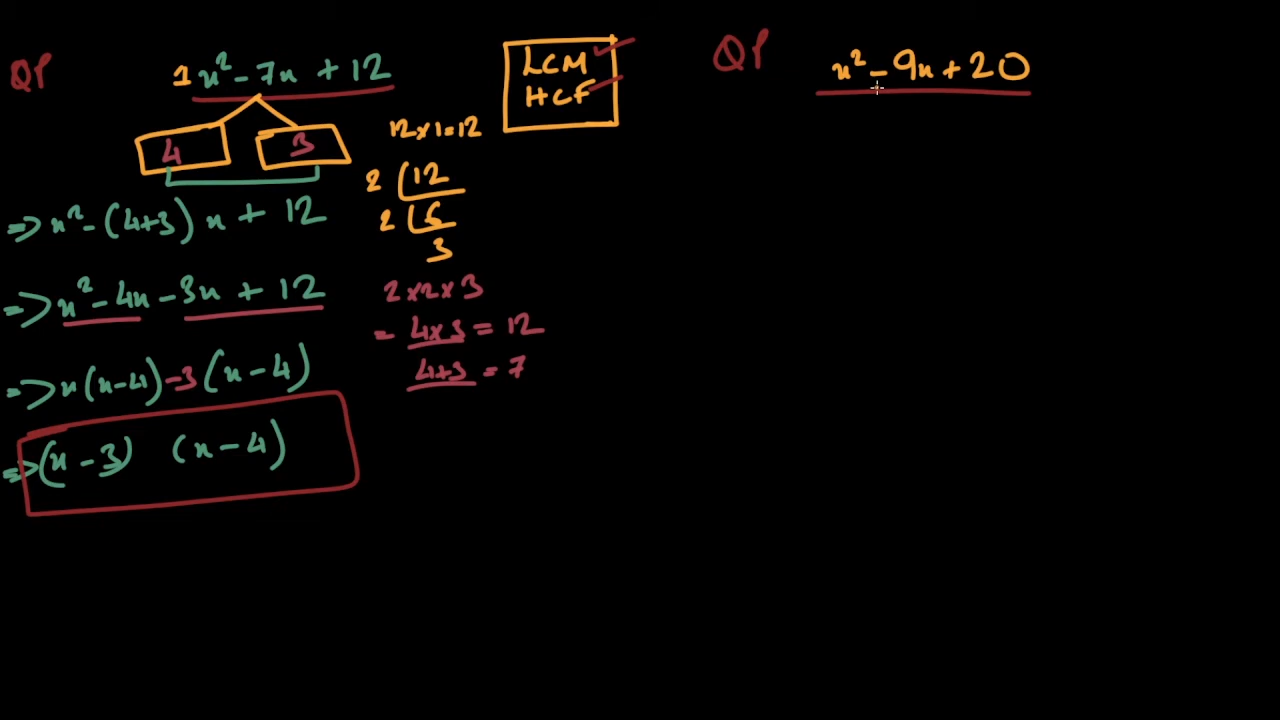 QP
1x² - 7x + 12
4 3
⇒ x² - (4+3) x + 12
⇒ x² - 4x - 3x + 12
⇒ x(x-4) -3 (x-4)
⇒ (x-3) (x-4)
12×1=12
2 12
2 6
3
2×2×3
= 4×3 = 12
4+3 = 7
LCM
HCF
QP
x² - 9x + 20